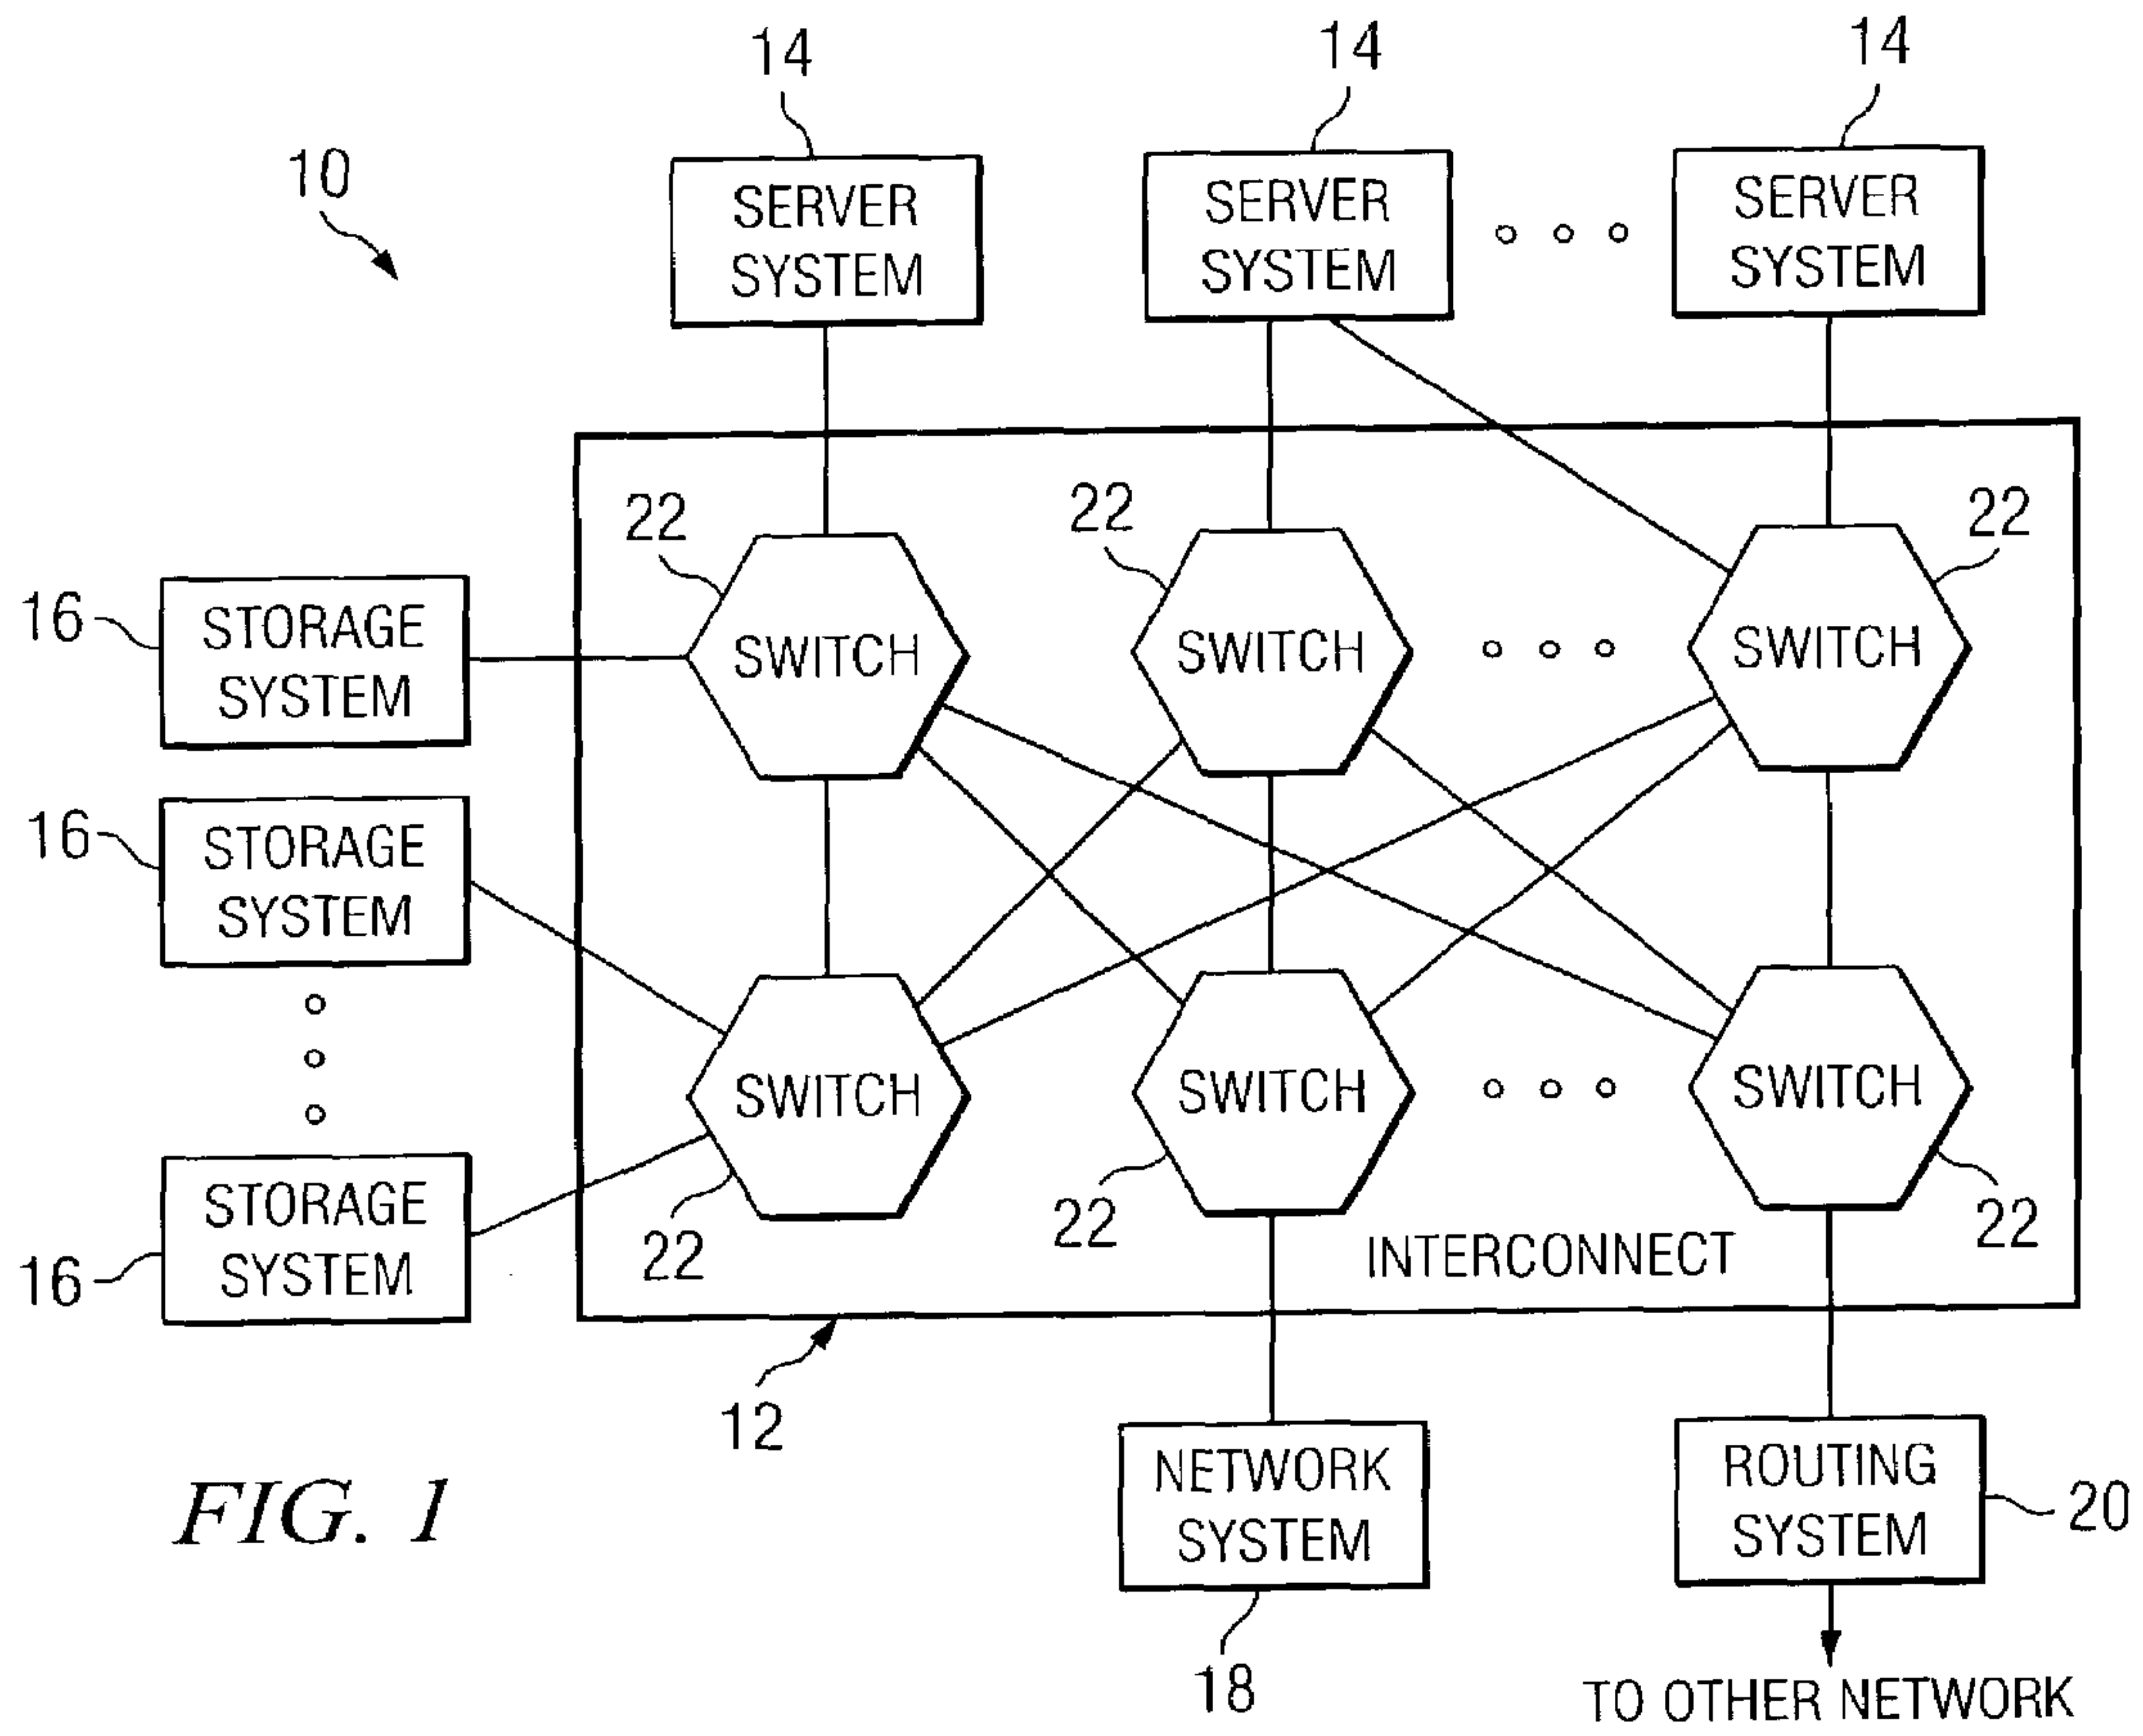 14
14
14
10
SERVER
SYSTEM
SERVER
SYSTEM
SERVER
SYSTEM
22
22
22
16
STORAGE
SYSTEM
SWITCH
SWITCH
SWITCH
16
STORAGE
SYSTEM
SWITCH
SWITCH
SWITCH
16
STORAGE
SYSTEM
22
22
22
INTERCONNECT
12
NETWORK
SYSTEM
ROUTING
SYSTEM
20
FIG. 1
18
TO OTHER NETWORK